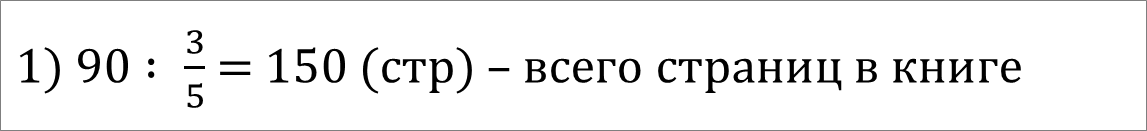 1) 90 : 3/5 = 150 (стр) – всего страниц в книге